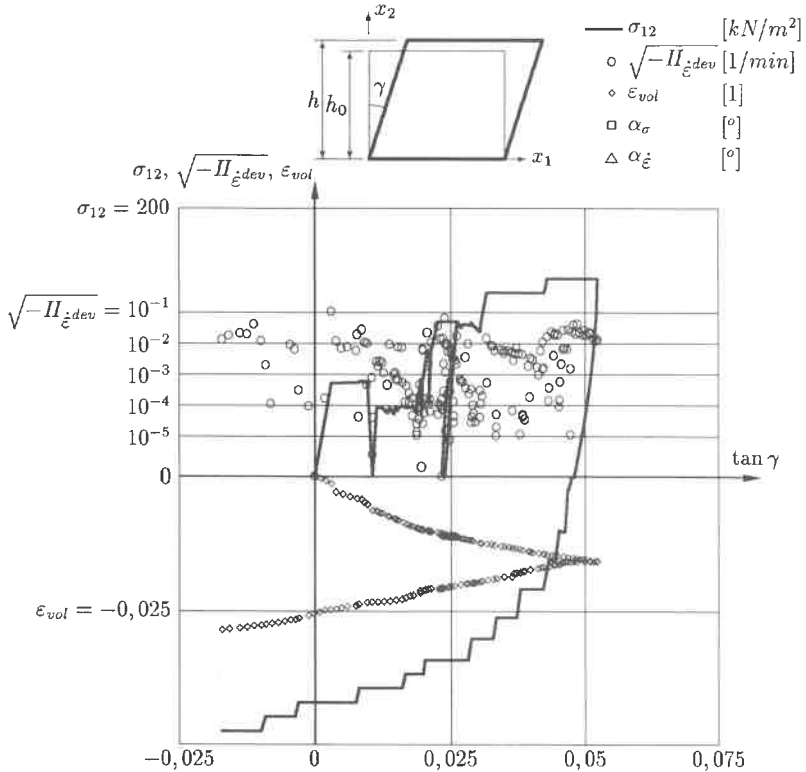 x₂
γ
h h₀
x₁
σ₁₂ [kN/m²]
√−II_ε̇ᵈᵉᵛ [1/min]
ε_vol [1]
α_σ [°]
α_ε̇ [°]
σ₁₂, √−II_ε̇ᵈᵉᵛ, ε_vol
σ₁₂ = 200
√−II_ε̇ᵈᵉᵛ = 10⁻¹
10⁻²
10⁻³
10⁻⁴
10⁻⁵
0
tan γ
ε_vol = −0,025
−0,025 0 0,025 0,05 0,075